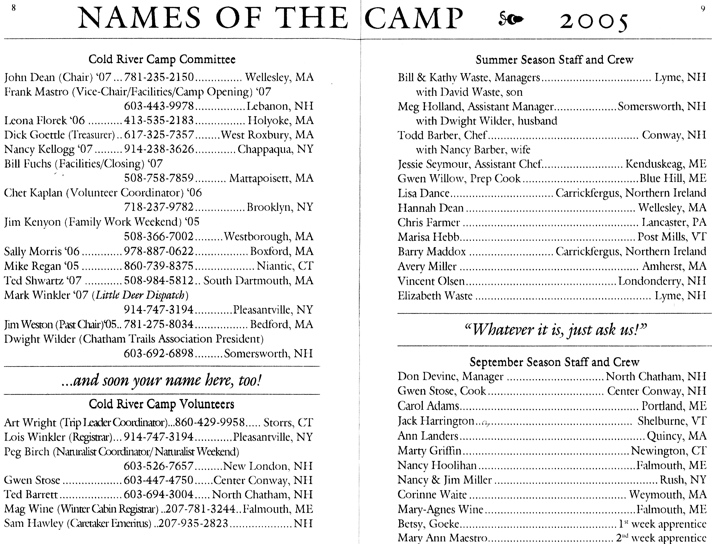 8
NAMES OF THE CAMP 2005
9
Cold River Camp Committee
John Dean (Chair) '07 ... 781-235-2150 ............... Wellesley, MA
Frank Mastro (Vice-Chair/Facilities/Camp Opening) '07
603-443-9978 ................ Lebanon, NH
Leona Florek '06 ............ 413-535-2183 ............... Holyoke, MA
Dick Goettle (Treasurer) .. 617-325-7357 ........ West Roxbury, MA
Nancy Kellogg '07 ......... 914-238-3626 ............ Chappaqua, NY
Bill Fuchs (Facilities/Closing) '07
508-758-7859 .......... Mattapoisett, MA
Chet Kaplan (Volunteer Coordinator) '06
718-237-9782 ................ Brooklyn, NY
Jim Kenyon (Family Work Weekend) '05
508-366-7002 ......... Westborough, MA
Sally Morris '06 ............. 978-887-0622 ................ Boxford, MA
Mike Regan '05 ............ 860-739-8375 .................. Niantic, CT
Ted Shwartz '07 ............ 508-984-5812 .. South Dartmouth, MA
Mark Winkler '07 (Little Deer Dispatch)
914-747-3194 ............ Pleasantville, NY
Jim Weston (Past Chair)'05.. 781-275-8034 ................ Bedford, MA
Dwight Wilder (Chatham Trails Association President)
603-692-6898 ......... Somersworth, NH
...and soon your name here, too!
Cold River Camp Volunteers
Art Wright (Trip Leader Coordinator)...860-429-9958..... Storrs, CT
Lois Winkler (Registrar)... 914-747-3194 ............ Pleasantville, NY
Peg Birch (Naturalist Coordinator/ Naturalist Weekend)
603-526-7657 ......... New London, NH
Gwen Stose .................. 603-447-4750 ...... Center Conway, NH
Ted Barrett .................... 603-694-3004 ..... North Chatham, NH
Mag Wine (Winter Cabin Registrar) ..207-781-3244.. Falmouth, ME
Sam Hawley (Caretaker Emeritus) ..207-935-2823 ..................... NH
Summer Season Staff and Crew
Bill & Kathy Waste, Managers ................................... Lyme, NH
with David Waste, son
Meg Holland, Assistant Manager .................... Somersworth, NH
with Dwight Wilder, husband
Todd Barber, Chef ................................................. Conway, NH
with Nancy Barber, wife
Jessie Seymour, Assistant Chef .......................... Kenduskeag, ME
Gwen Willow, Prep Cook ..................................... Blue Hill, ME
Lisa Dance ................................... Carrickfergus, Northern Ireland
Hannah Dean ..................................................... Wellesley, MA
Chris Farmer ...................................................... Lancaster, PA
Marisa Hebb ....................................................... Post Mills, VT
Barry Maddox .............................. Carrickfergus, Northern Ireland
Avery Miller ........................................................ Amherst, MA
Vincent Olsen .................................................. Londonderry, NH
Elizabeth Waste ....................................................... Lyme, NH
"Whatever it is, just ask us!"
September Season Staff and Crew
Don Devine, Manager ................................. North Chatham, NH
Gwen Stose, Cook ..................................... Center Conway, NH
Carol Adams ........................................................ Portland, ME
Jack Harrington ................................................... Shelburne, VT
Ann Landers .......................................................... Quincy, MA
Marty Griffin ..................................................... Newington, CT
Nancy Hoolihan .................................................. Falmouth, ME
Nancy & Jim Miller ................................................... Rush, NY
Corinne Waite ................................................... Weymouth, MA
Mary-Agnes Wine ................................................ Falmouth, ME
Betsy, Goeke .............................................. 1st week apprentice
Mary Ann Maestro ....................................... 2nd week apprentice